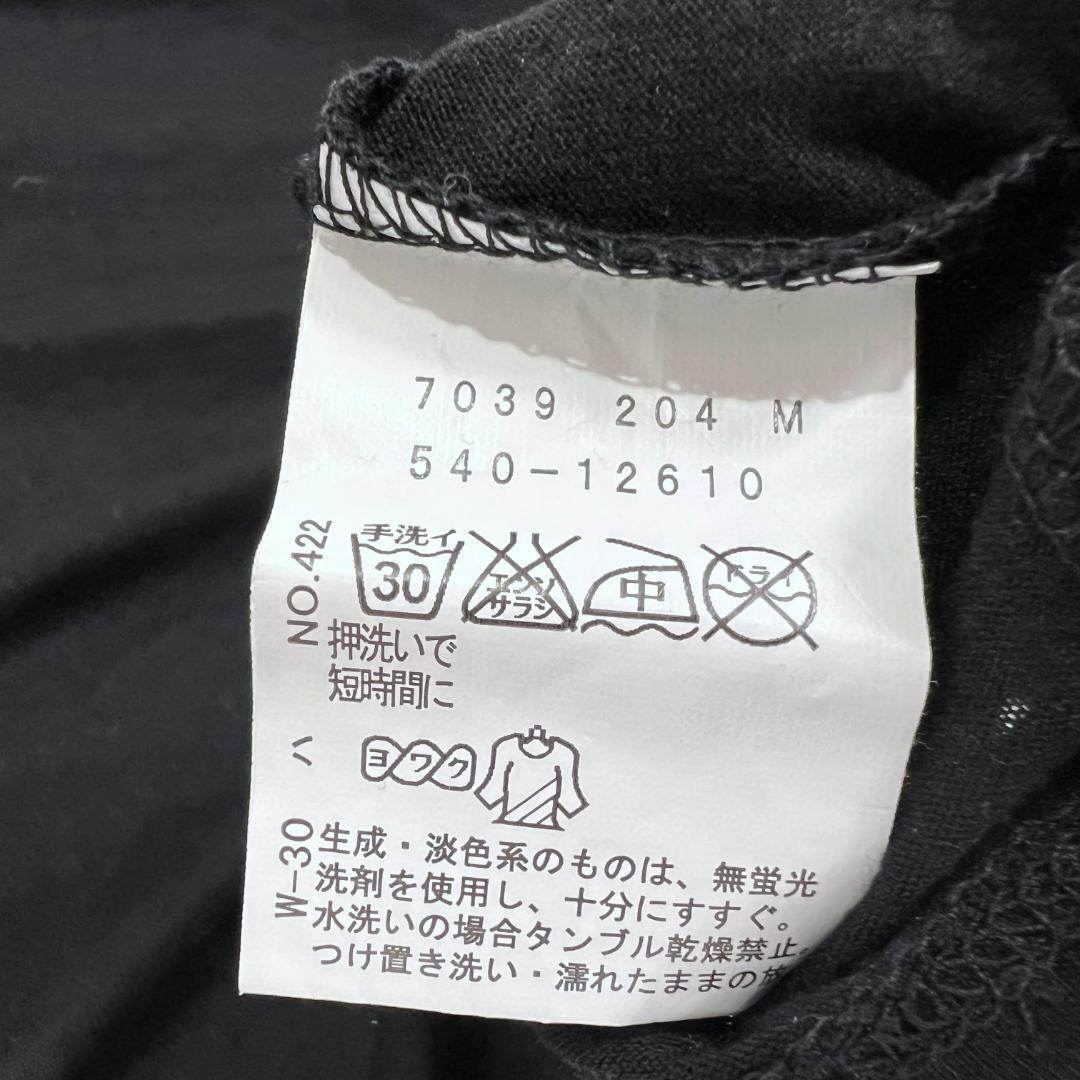 7039 204 M
540-12610
手洗イ
30
エンソ
サラシ
中
ドライ
押洗いで
短時間に
ヨワク
生成・淡色系のものは、無蛍光
洗剤を使用し、十分にすすぐ。
水洗いの場合タンブル乾燥禁止
つけ置き洗い・濡れたままの放
W-30 ハ NO.422